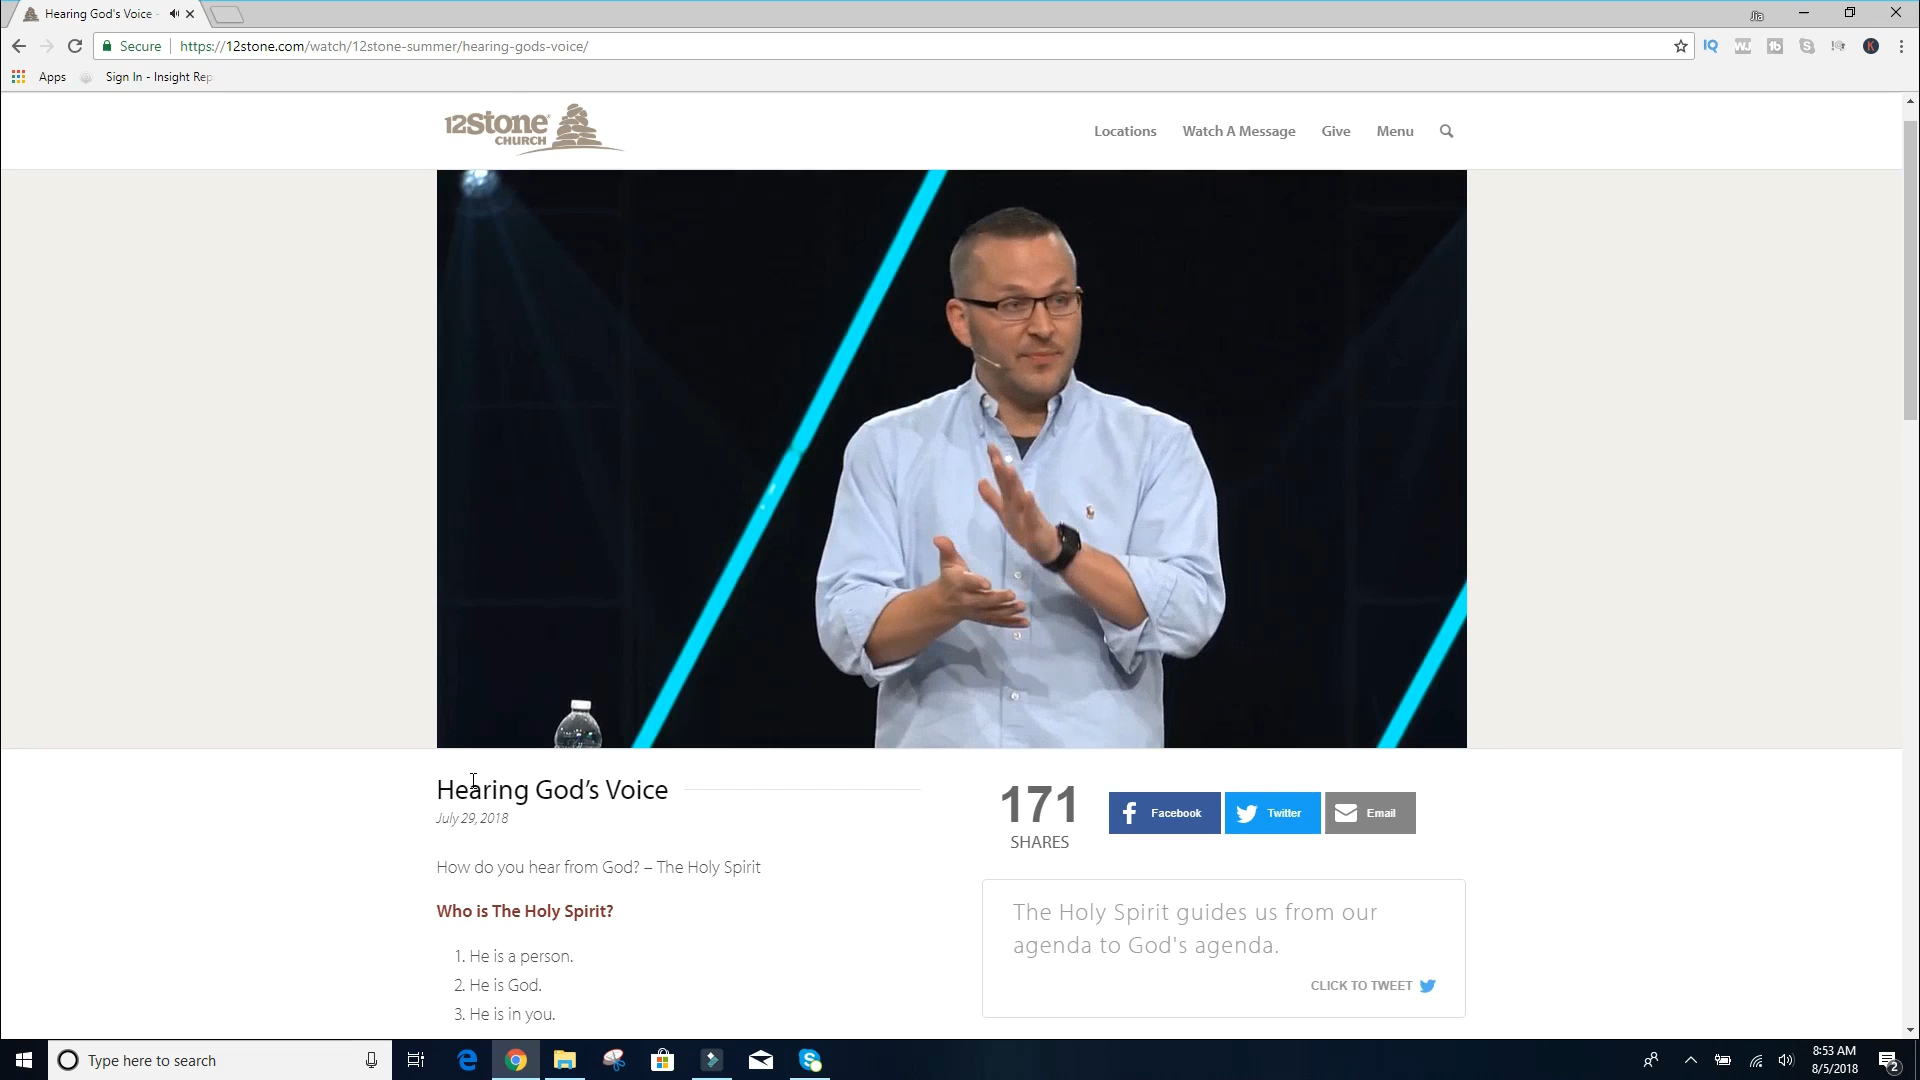 Hearing God's Voice
Jia
Secure
https://12stone.com/watch/12stone-summer/hearing-gods-voice/
Apps
Sign In - Insight Rep
12Stone
CHURCH
Locations
Watch A Message
Give
Menu
Hearing God's Voice
July 29, 2018
How do you hear from God? – The Holy Spirit
Who is The Holy Spirit?
1. He is a person.
2. He is God.
3. He is in you.
171
SHARES
Facebook
Twitter
Email
The Holy Spirit guides us from our
agenda to God's agenda.
CLICK TO TWEET
Type here to search
8:53 AM
8/5/2018
2